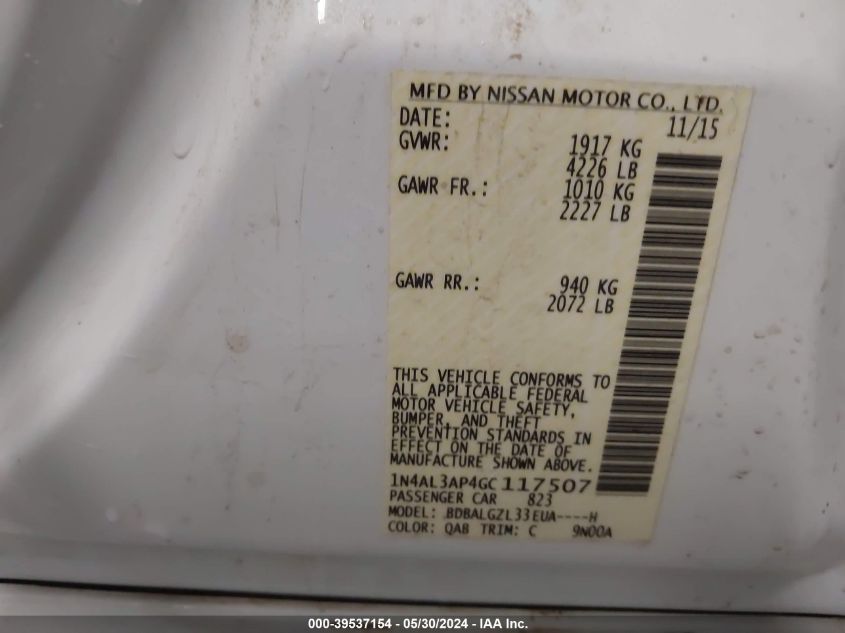 MFD BY NISSAN MOTOR CO., LTD.
DATE: 11/15
GVWR: 1917 KG
4226 LB
GAWR FR.: 1010 KG
2227 LB
GAWR RR.: 940 KG
2072 LB
THIS VEHICLE CONFORMS TO
ALL APPLICABLE FEDERAL
MOTOR VEHICLE SAFETY,
BUMPER, AND THEFT
PREVENTION STANDARDS IN
EFFECT ON THE DATE OF
MANUFACTURE SHOWN ABOVE.
1N4AL3AP4GC117507
PASSENGER CAR 823
MODEL: BDBALGZL33EUA----H
COLOR: QAB TRIM: C 9N00A
000-39537154 - 05/30/2024 - IAA Inc.